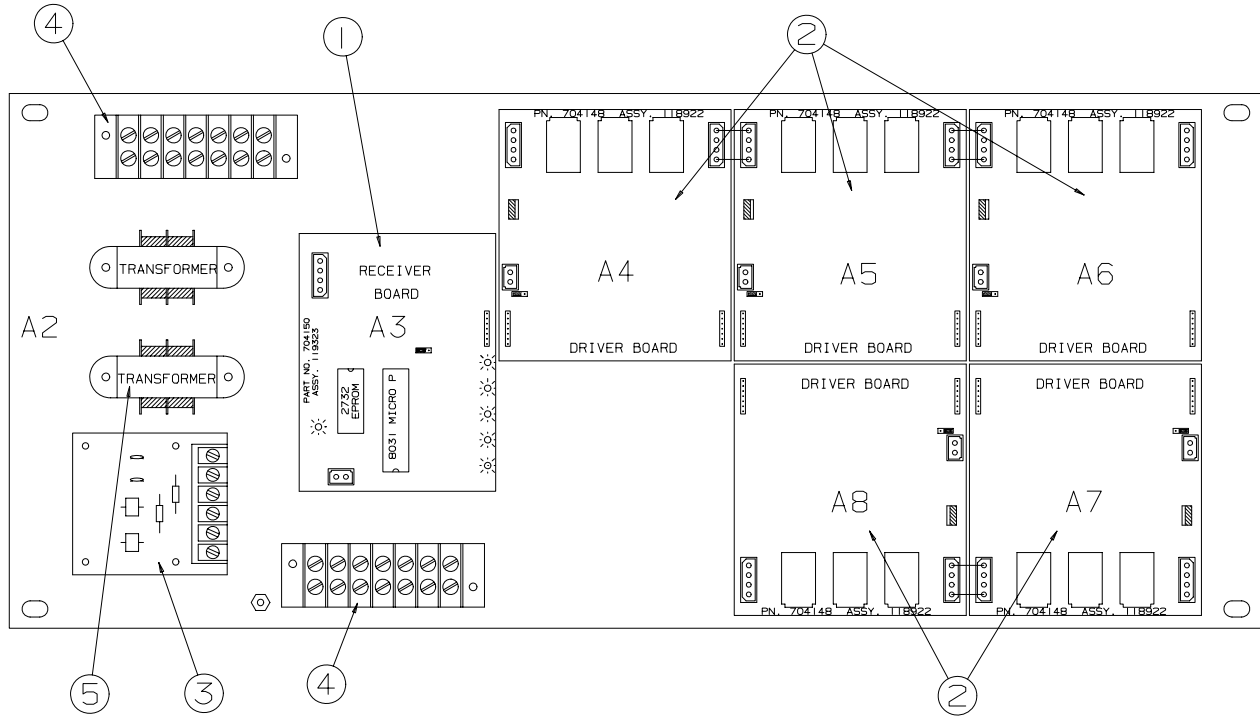 4
1
2
PN. 704148 ASSY. 118922
PN. 704148 ASSY. 118922
PN. 704148 ASSY. 118922
TRANSFORMER
RECEIVER
BOARD
A3
A4
A5
A6
A2
PART NO. 704150
ASSY. 119323
DRIVER BOARD
DRIVER BOARD
DRIVER BOARD
TRANSFORMER
2732
EPROM
8031 MICRO P
DRIVER BOARD
DRIVER BOARD
A8
A7
PN. 704148 ASSY. 118922
PN. 704148 ASSY. 118922
5
3
4
2